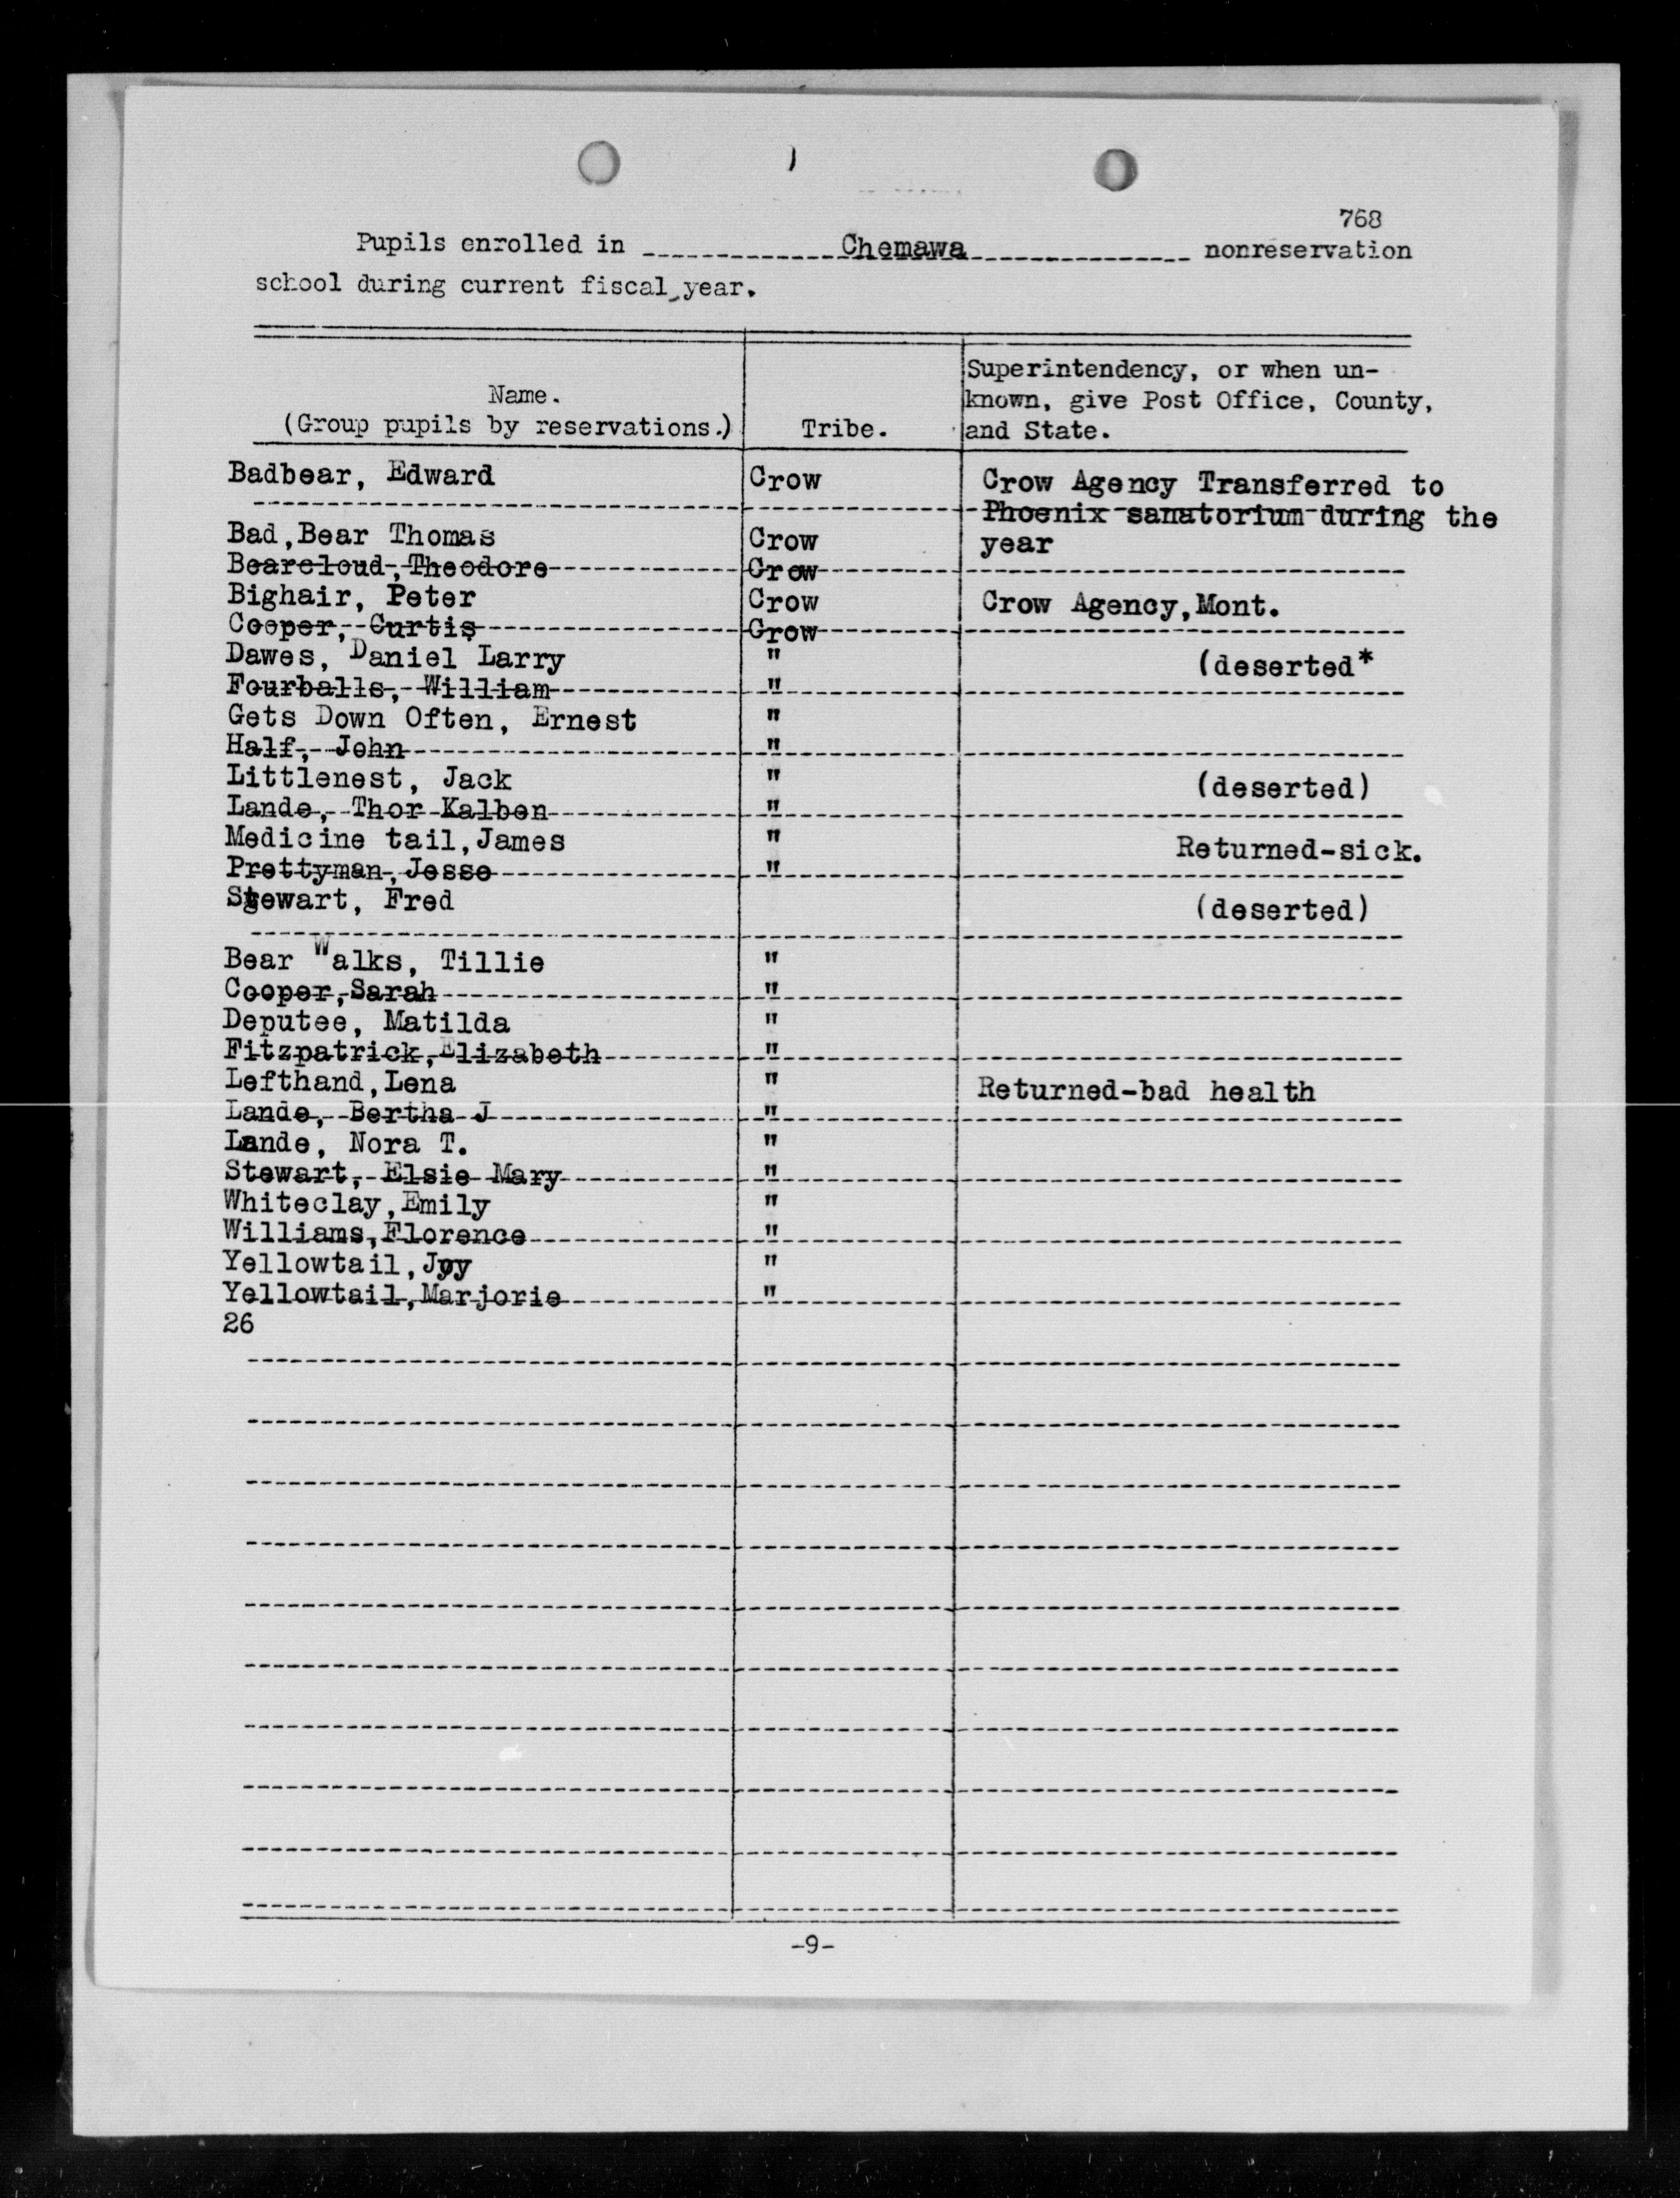 768
Pupils enrolled in Chemawa nonreservation
school during current fiscal year.
Name.
(Group pupils by reservations.)
Tribe.
Superintendency, or when un-
known, give Post Office, County,
and State.
Badbear, Edward Crow Crow Agency Transferred to
Phoenix sanatorium during the
Bad,Bear Thomas Crow year
Bearcloud, Theodore Crow
Bighair, Peter Crow Crow Agency,Mont.
Cooper, Curtis Crow
Dawes, Daniel Larry " (deserted*
Fourballs, William "
Gets Down Often, Ernest "
Half, John "
Littlenest, Jack " (deserted)
Lande, Thor Kalben "
Medicine tail,James " Returned-sick.
Prettyman, Jesse "
Stewart, Fred (deserted)
Bear Walks, Tillie "
Cooper,Sarah "
Deputee, Matilda "
Fitzpatrick,Elizabeth "
Lefthand,Lena " Returned-bad health
Lande, Bertha J "
Lande, Nora T. "
Stewart, Elsie Mary "
Whiteclay,Emily "
Williams,Florence "
Yellowtail,Joy "
Yellowtail,Marjorie "
26
-9-